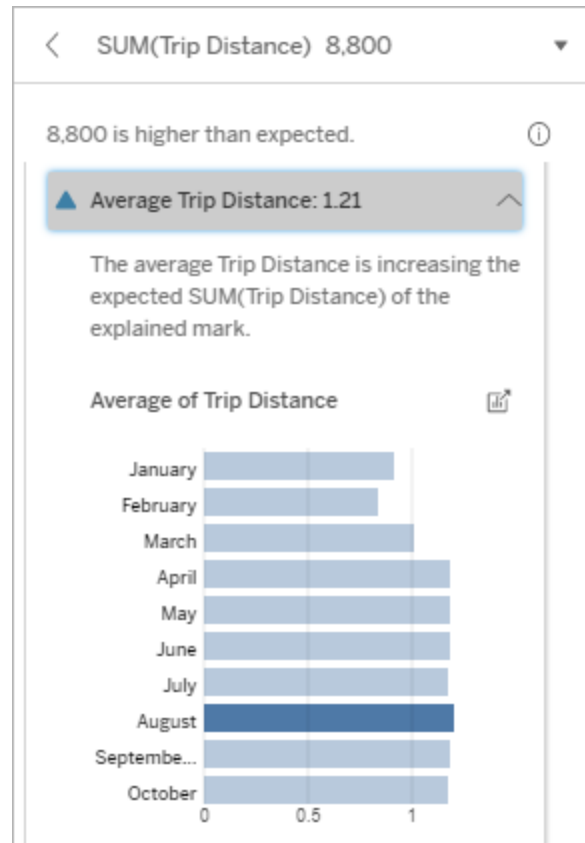 SUM(Trip Distance) 8,800
8,800 is higher than expected.
Average Trip Distance: 1.21
The average Trip Distance is increasing the
expected SUM(Trip Distance) of the
explained mark.
Average of Trip Distance
January
February
March
April
May
June
July
August
Septembe...
October
0 0.5 1